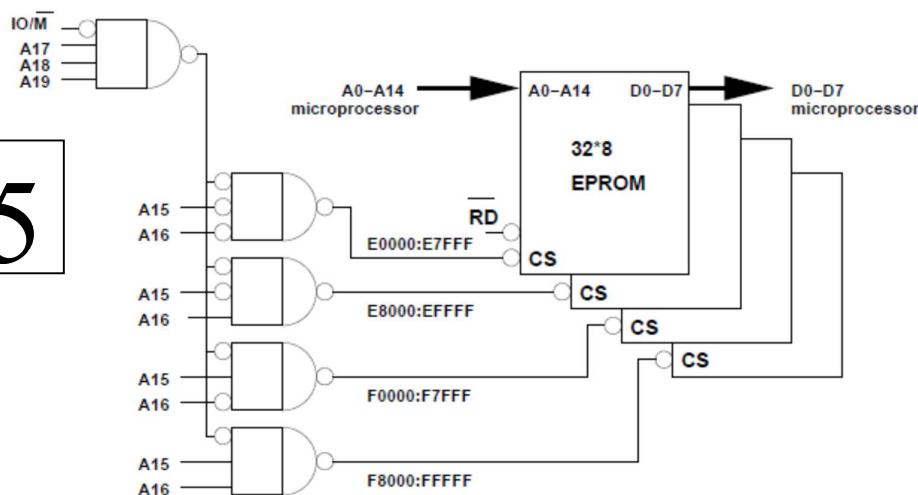 IO/M̅
A17
A18
A19
5
A0–A14
microprocessor
A0–A14 D0–D7
D0–D7
microprocessor
32*8
EPROM
R̅D̅
CS
A15
A16
E0000:E7FFF
A15
A16
E8000:EFFFF
CS
A15
A16
F0000:F7FFF
CS
A15
A16
F8000:FFFFF
CS